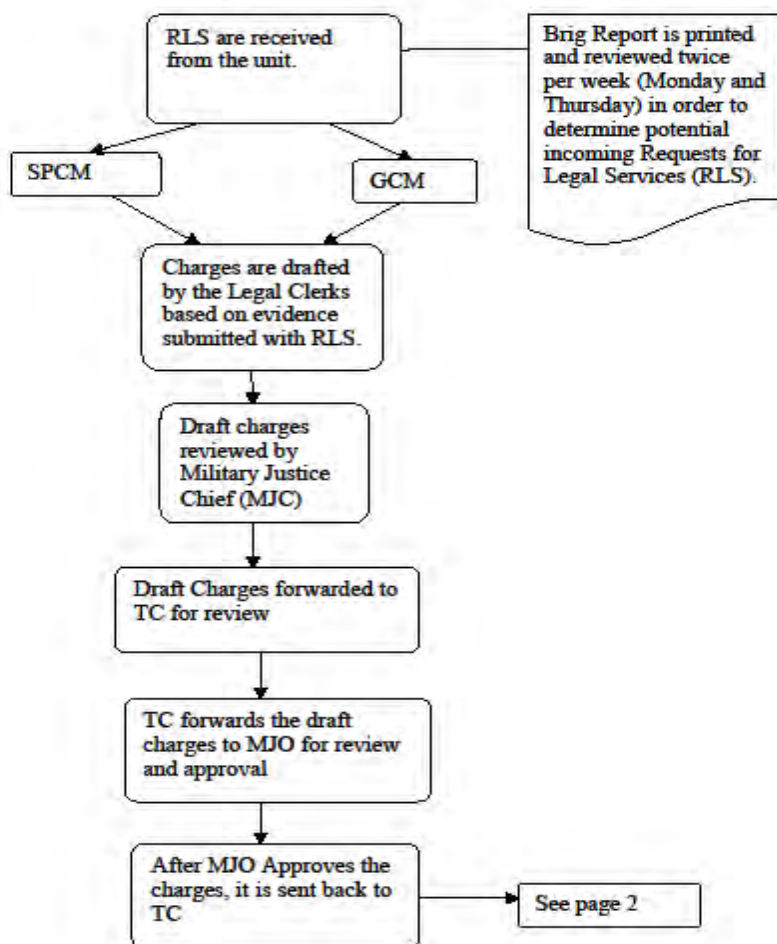 RLS are received
from the unit.
Brig Report is printed
and reviewed twice
per week (Monday and
Thursday) in order to
determine potential
incoming Requests for
Legal Services (RLS).
SPCM
GCM
Charges are drafted
by the Legal Clerks
based on evidence
submitted with RLS.
Draft charges
reviewed by
Military Justice
Chief (MJC)
Draft Charges forwarded to
TC for review
TC forwards the draft
charges to MJO for review
and approval
After MJO Approves the
charges, it is sent back to
TC
See page 2